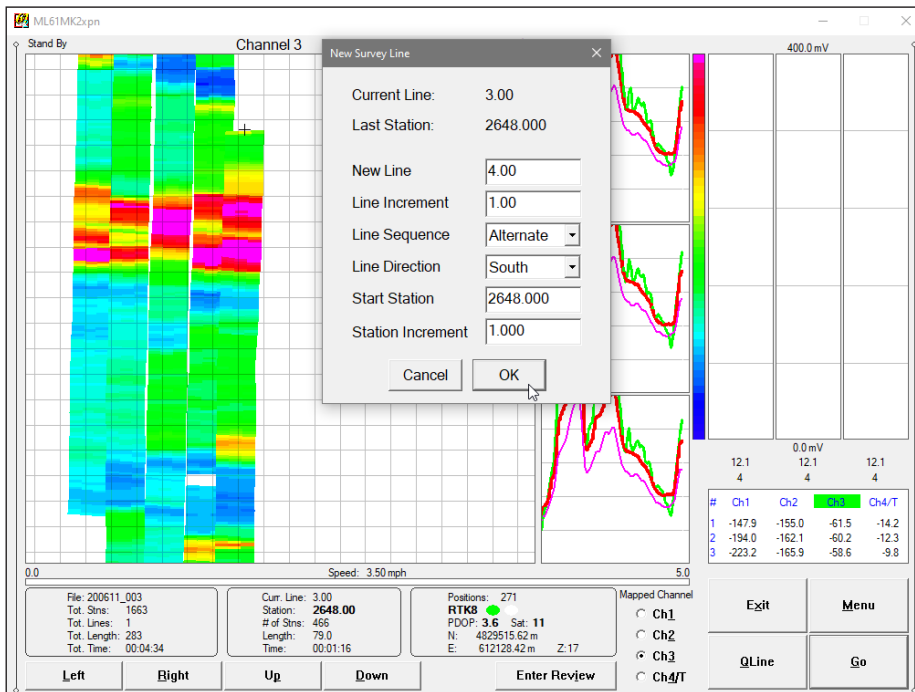 ML61MK2xpn
Stand By
Channel 3
400.0 mV
New Survey Line
Current Line: 3.00
Last Station: 2648.000
New Line 4.00
Line Increment 1.00
Line Sequence Alternate
Line Direction South
Start Station 2648.000
Station Increment 1.000
Cancel OK
0.0 mV
12.1 12.1 12.1
4 4 4
# Ch1 Ch2 Ch3 Ch4/T
1 -147.9 -155.0 -61.5 -14.2
2 -194.0 -162.1 -60.2 -12.3
3 -223.2 -165.9 -58.6 -9.8
0.0 Speed: 3.50 mph 5.0
File: 200611_003
Tot. Stns: 1663
Tot. Lines: 1
Tot. Length: 283
Tot. Time: 00:04:34
Curr. Line: 3.00
Station: 2648.00
# of Stns: 466
Length: 79.0
Time: 00:01:16
Positions: 271
RTK8
PDOP: 3.6 Sat: 11
N: 4829515.62 m
E: 612128.42 m Z:17
Mapped Channel
Ch1
Ch2
Ch3
Ch4/T
Exit Menu
QLine Go
Left Right Up Down Enter Review